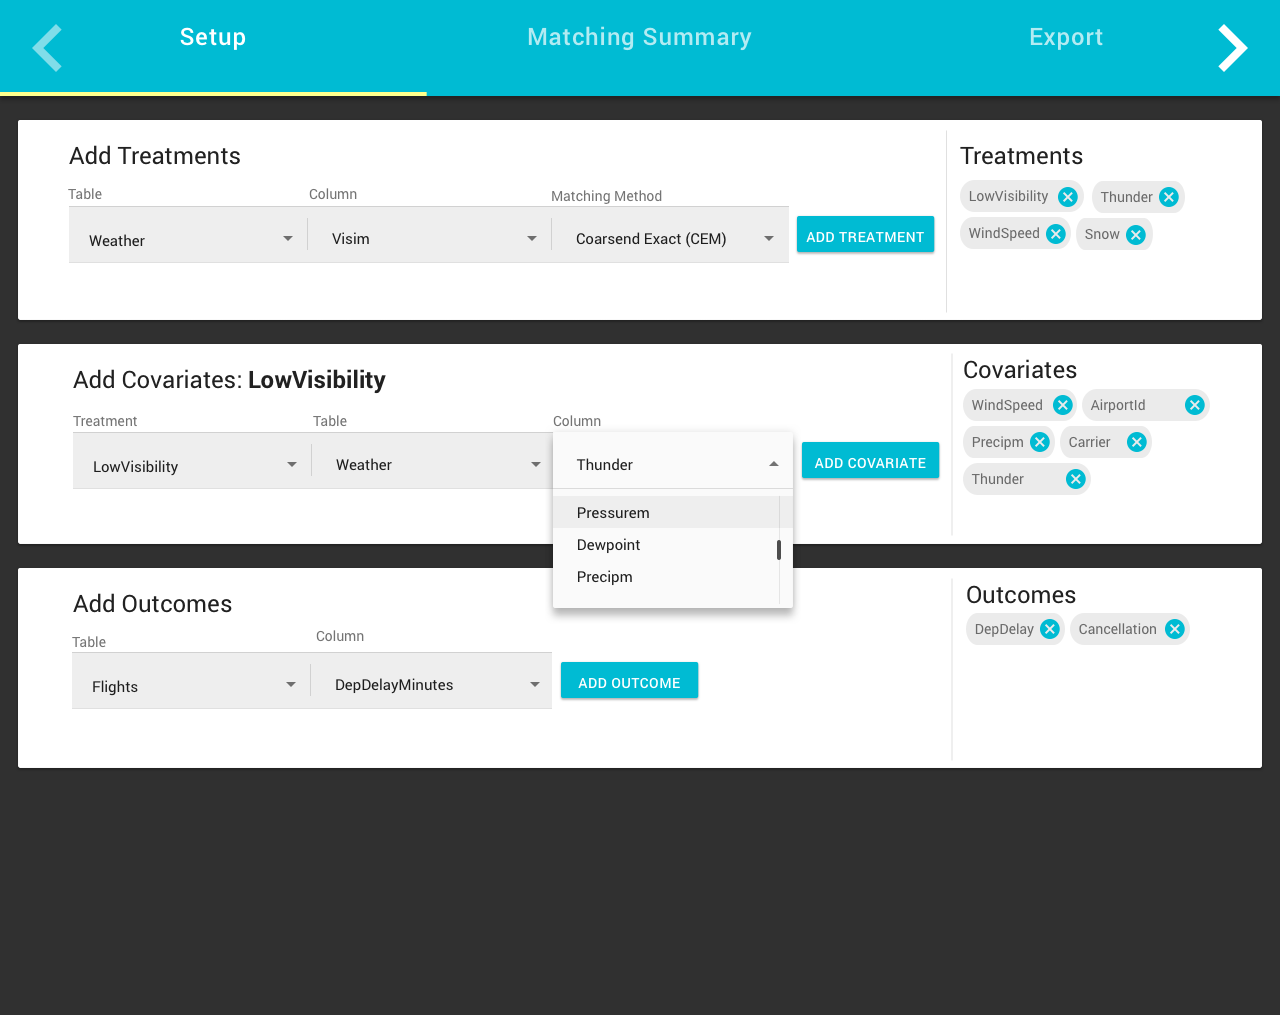 Setup
Matching Summary
Export
Add Treatments
Table
Column
Matching Method
Weather
Visim
Coarsend Exact (CEM)
ADD TREATMENT
Treatments
LowVisibility
Thunder
WindSpeed
Snow
Add Covariates: LowVisibility
Treatment
Table
Column
LowVisibility
Weather
Thunder
Pressurem
Dewpoint
Precipm
ADD COVARIATE
Covariates
WindSpeed
AirportId
Precipm
Carrier
Thunder
Add Outcomes
Table
Column
Flights
DepDelayMinutes
ADD OUTCOME
Outcomes
DepDelay
Cancellation